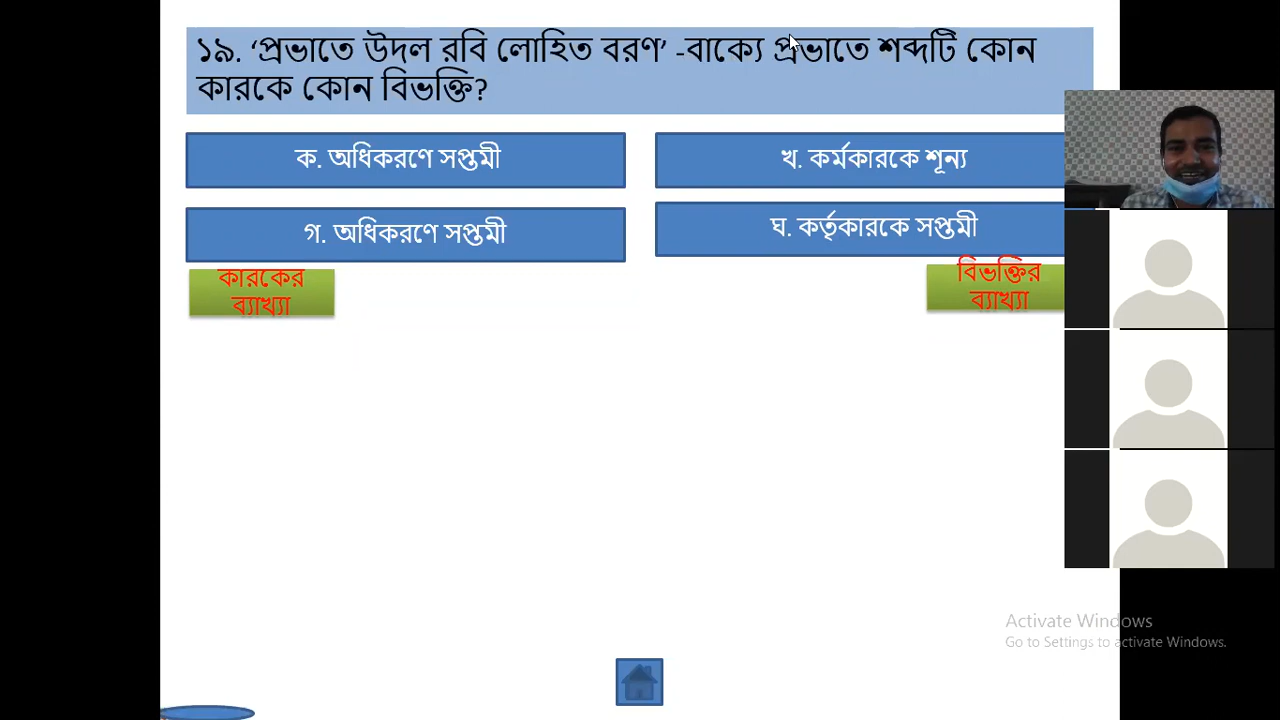 ১৯. ‘প্রভাতে উদল রবি লোহিত বরণ’ -বাক্যে প্রভাতে শব্দটি কোন
কারকে কোন বিভক্তি?
ক. অধিকরণে সপ্তমী
খ. কর্মকারকে শূন্য
গ. অধিকরণে সপ্তমী
ঘ. কর্তৃকারকে সপ্তমী
কারকের
ব্যাখ্যা
বিভক্তির
ব্যাখ্যা
Activate Windows
Go to Settings to activate Windows.